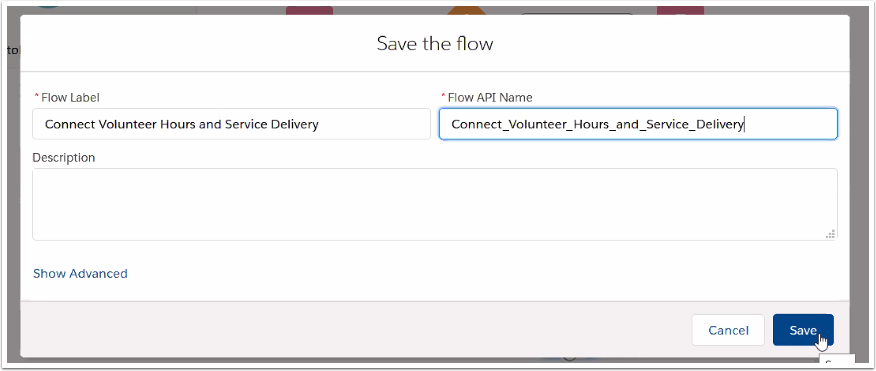 Save the flow
* Flow Label
* Flow API Name
Connect Volunteer Hours and Service Delivery
Connect_Volunteer_Hours_and_Service_Delivery
Description
Show Advanced
Cancel
Save